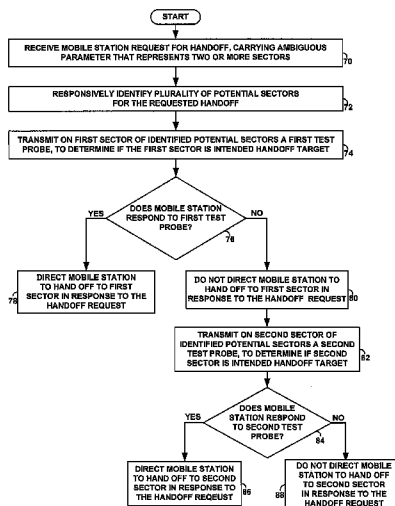 START
RECEIVE MOBILE STATION REQUEST FOR HANDOFF, CARRYING AMBIGUOUS
PARAMETER THAT REPRESENTS TWO OR MORE SECTORS
70
RESPONSIVELY IDENTIFY PLURALITY OF POTENTIAL SECTORS
FOR THE REQUESTED HANDOFF
72
TRANSMIT ON FIRST SECTOR OF IDENTIFIED POTENTIAL SECTORS A FIRST TEST
PROBE, TO DETERMINE IF THE FIRST SECTOR IS INTENDED HANDOFF TARGET
74
DOES MOBILE STATION
RESPOND TO FIRST TEST
PROBE?
76
YES
NO
DIRECT MOBILE STATION
TO HAND OFF TO FIRST
SECTOR IN RESPONSE TO THE
HANDOFF REQUEST
78
DO NOT DIRECT MOBILE STATION TO
HAND OFF TO FIRST SECTOR IN
RESPONSE TO THE HANDOFF REQUEST
80
TRANSMIT ON SECOND SECTOR OF
IDENTIFIED POTENTIAL SECTORS A SECOND
TEST PROBE, TO DETERMINE IF SECOND
SECTOR IS INTENDED HANDOFF TARGET
82
DOES MOBILE
STATION RESPOND
TO SECOND TEST
PROBE?
84
YES
NO
DIRECT MOBILE STATION
TO HAND OFF TO SECOND
SECTOR IN RESPONSE TO
THE HANDOFF REQEUST
86
DO NOT DIRECT MOBILE
STATION TO HAND OFF
TO SECOND SECTOR
IN RESPONSE TO THE
HANDOFF REQUEST
88